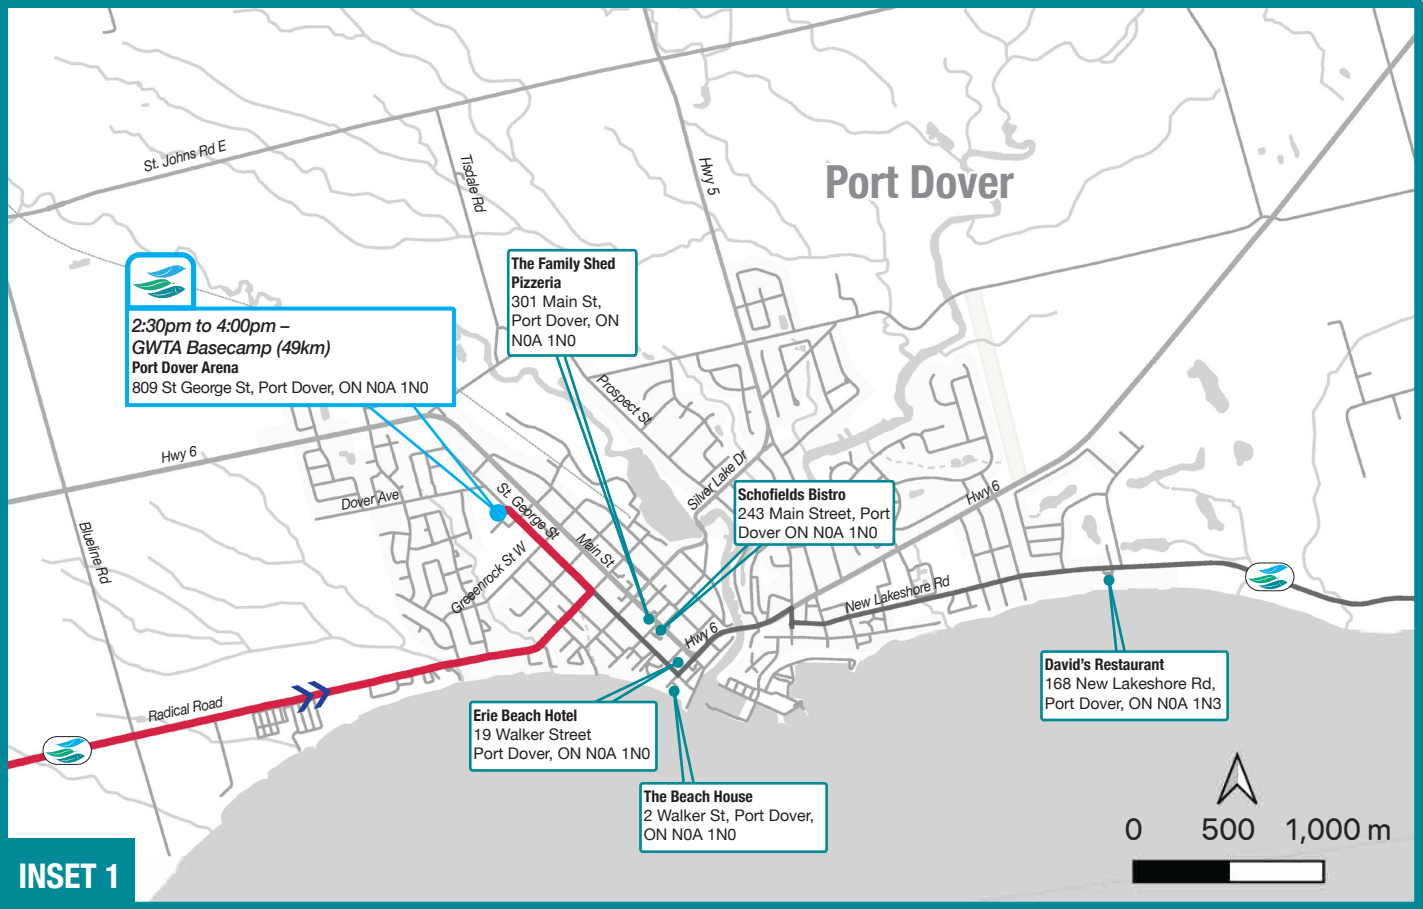 St. Johns Rd E
Tisdale Rd
Hwy 5
Port Dover
The Family Shed
Pizzeria
301 Main St,
Port Dover, ON
N0A 1N0
2:30pm to 4:00pm –
GWTA Basecamp (49km)
Port Dover Arena
809 St George St, Port Dover, ON N0A 1N0
Prospect St
Hwy 6
Silver Lake Dr
Dover Ave
St. George St
Schofields Bistro
243 Main Street, Port
Dover ON N0A 1N0
Hwy 6
Blueline Rd
Main St
Greeenrock St W
New Lakeshore Rd
Hwy 6
David's Restaurant
168 New Lakeshore Rd,
Port Dover, ON N0A 1N3
Radical Road
Erie Beach Hotel
19 Walker Street
Port Dover, ON N0A 1N0
The Beach House
2 Walker St, Port Dover,
ON N0A 1N0
0 500 1,000 m
INSET 1